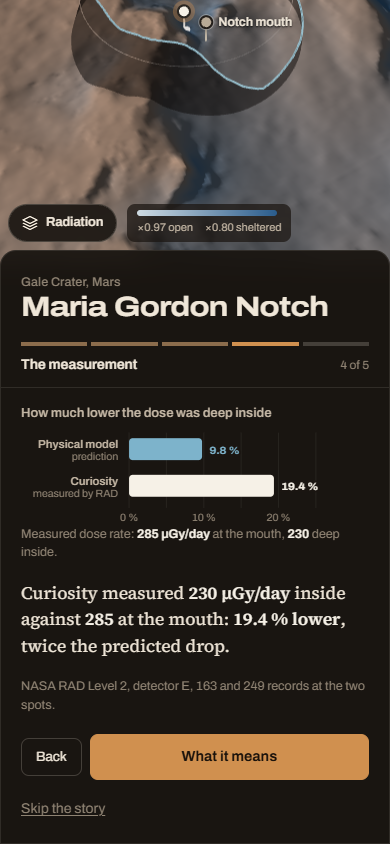 Notch mouth
Radiation
×0.97 open ×0.80 sheltered
Gale Crater, Mars
Maria Gordon Notch
The measurement 4 of 5
How much lower the dose was deep inside
Physical model
prediction
9.8 %
Curiosity
measured by RAD
19.4 %
0 % 10 % 20 %
Measured dose rate: 285 µGy/day at the mouth, 230 deep
inside.
Curiosity measured 230 µGy/day inside
against 285 at the mouth: 19.4 % lower,
twice the predicted drop.
NASA RAD Level 2, detector E, 163 and 249 records at the two
spots.
Back What it means
Skip the story